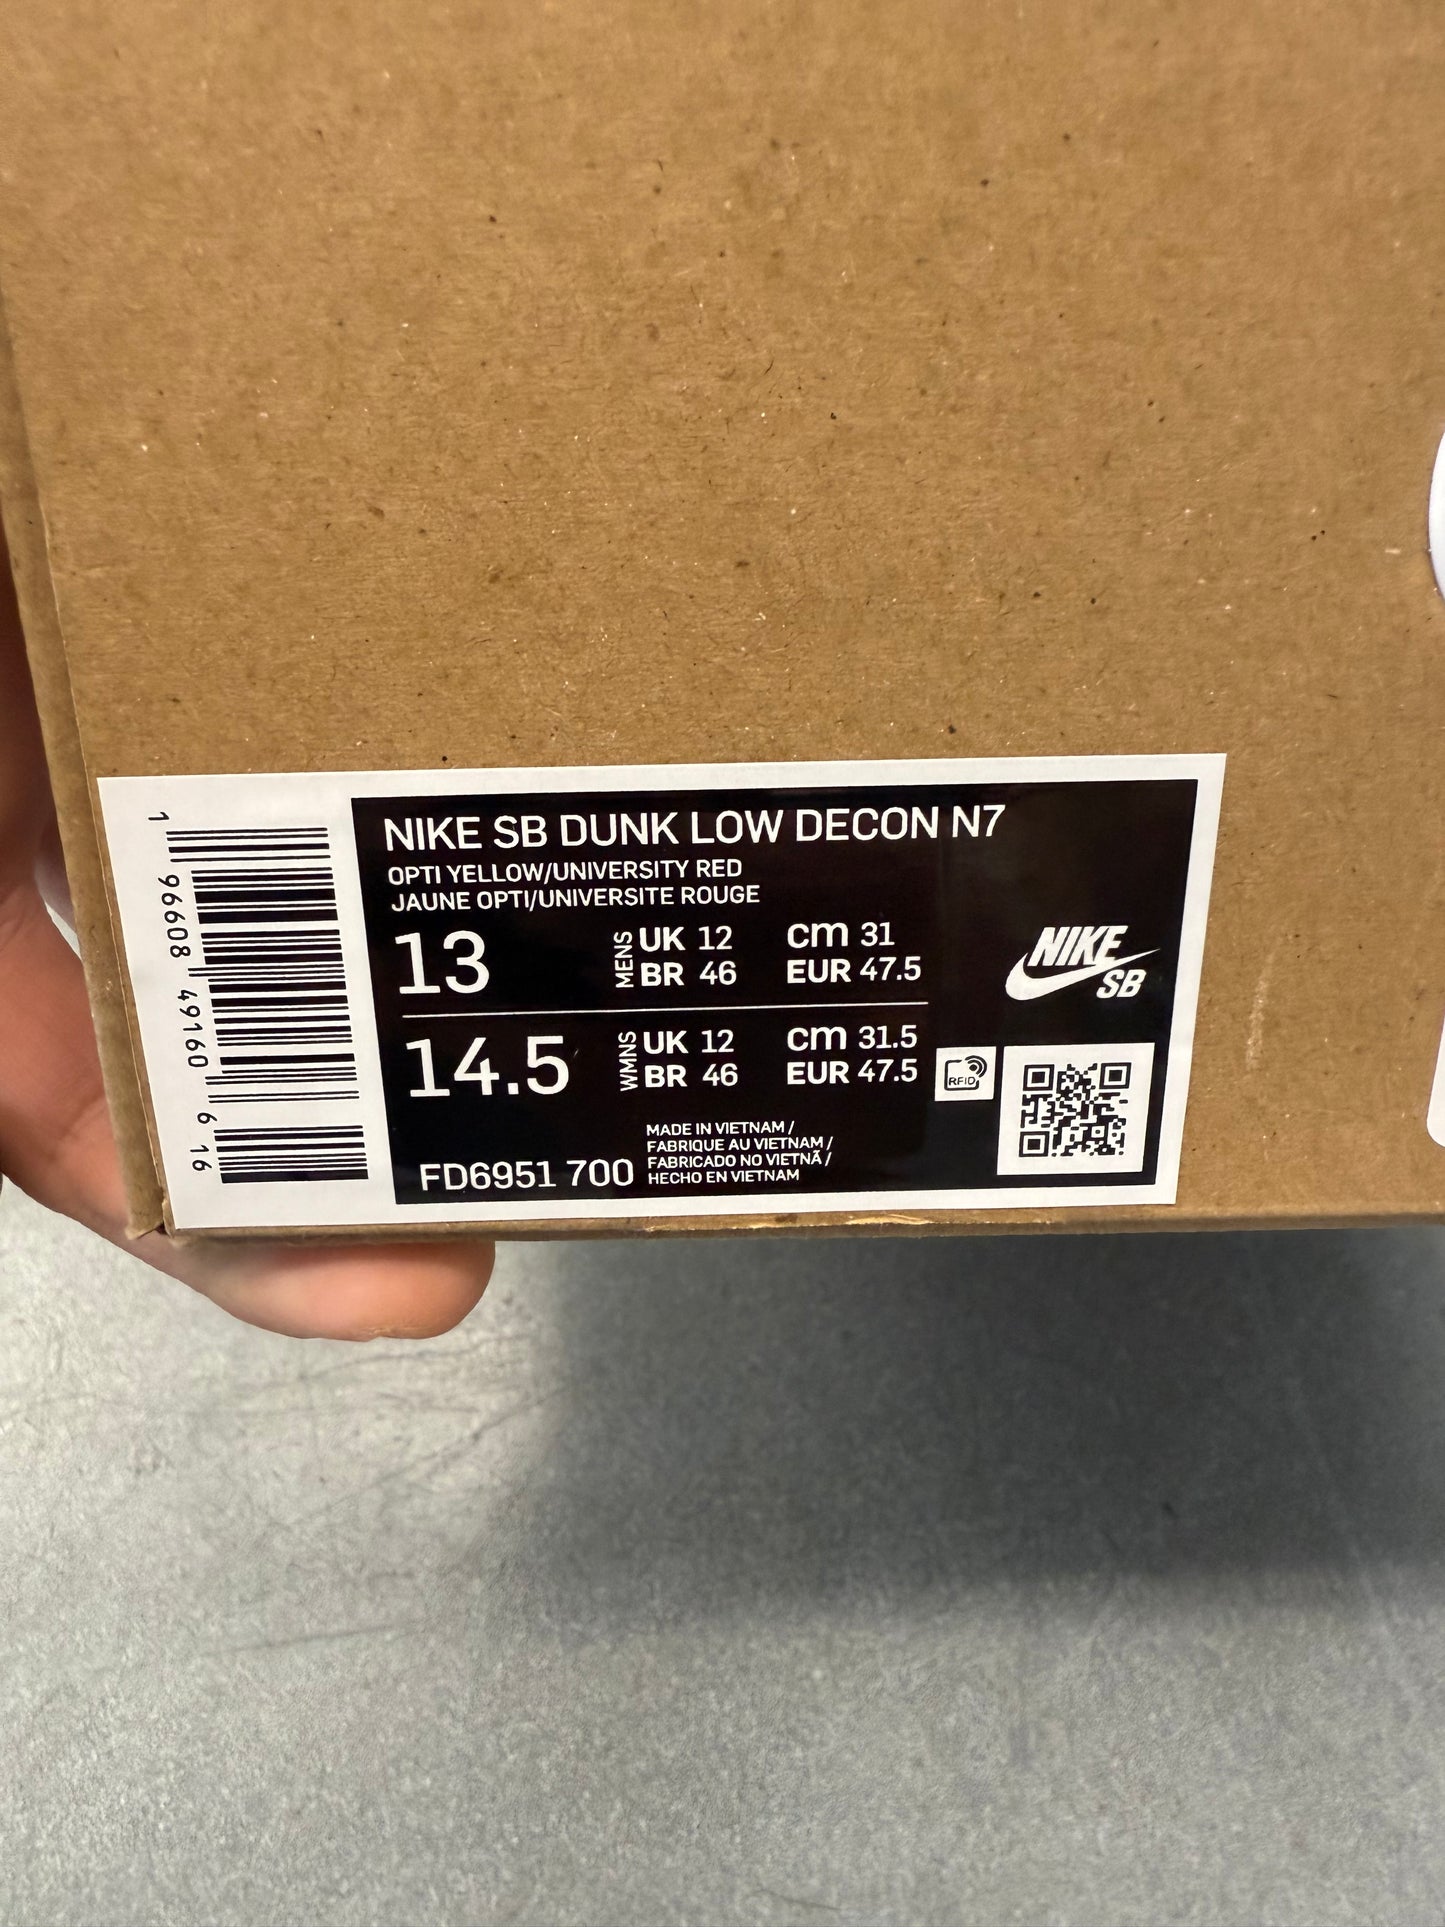 NIKE SB DUNK LOW DECON N7
OPTI YELLOW/UNIVERSITY RED
JAUNE OPTI/UNIVERSITE ROUGE
13 MENS UK 12 cm 31
BR 46 EUR 47.5
14.5 WMNS UK 12 cm 31.5
BR 46 EUR 47.5
NIKE
SB
RFID
FD6951 700
MADE IN VIETNAM /
FABRIQUE AU VIETNAM /
FABRICADO NO VIETNÃ /
HECHO EN VIETNAM
1 96608 49160 6 16